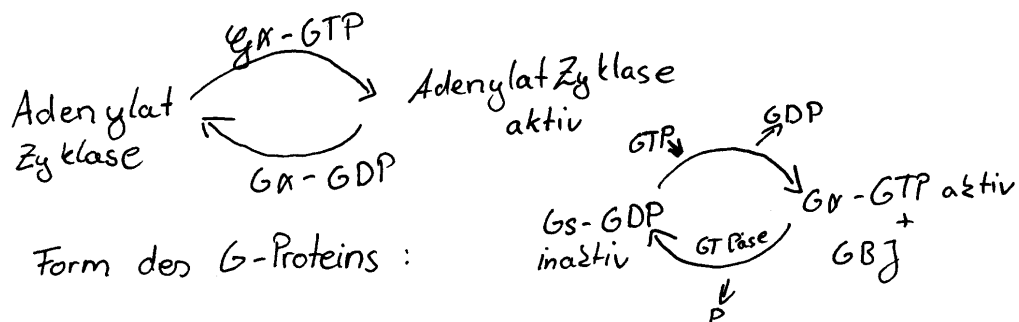 Gα-GTP
Adenylat
Zyklase
Adenylat Zyklase
aktiv
Gα-GDP
GTP
GDP
Gs-GDP
inaktiv
GTPase
P
Gα-GTP aktiv
+
GBγ
Form des G-Proteins :